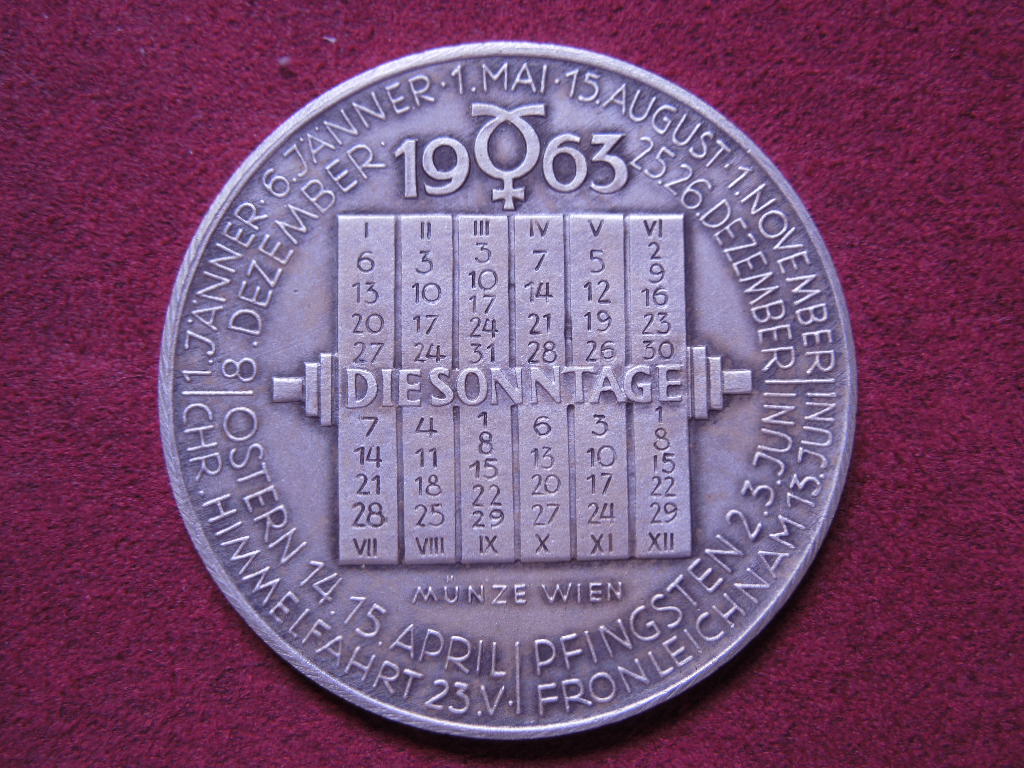 1. JÄNNER · 6. JÄNNER · 1. MAI · 15. AUGUST · 1. NOVEMBER
8. DEZEMBER · 25. 26. DEZEMBER
1963
I II III IV V VI
6 3 3 7 5 2
13 10 10 14 12 9
20 17 17 21 19 16
27 24 24 28 26 23
31 30
DIE SONNTAGE
7 4 1 6 3 1
14 11 8 13 10 8
21 18 15 20 17 15
28 25 22 27 24 22
29 29
VII VIII IX X XI XII
MÜNZE WIEN
OSTERN 14. 15. APRIL
PFINGSTEN 2. 3. JUNI
CHR. HIMMELFAHRT 23. V.
FRONLEICHNAM 13. JUNI